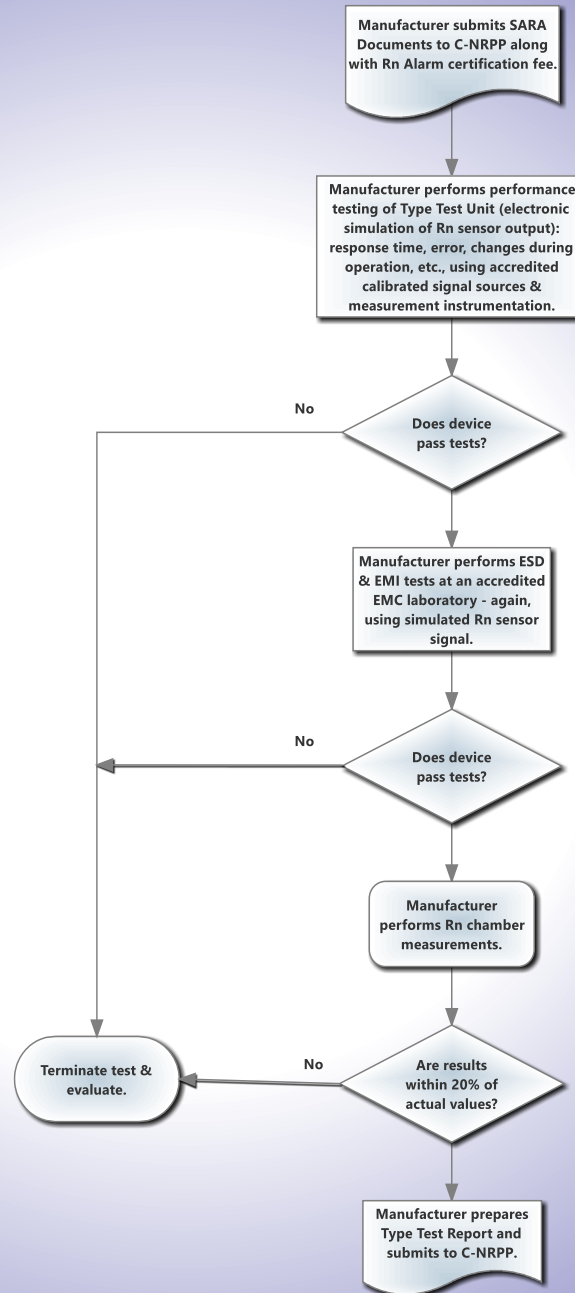 Manufacturer submits SARA
Documents to C-NRPP along
with Rn Alarm certification fee.
Manufacturer performs performance
testing of Type Test Unit (electronic
simulation of Rn sensor output):
response time, error, changes during
operation, etc., using accredited
calibrated signal sources &
measurement instrumentation.
No
Does device
pass tests?
Manufacturer performs ESD
& EMI tests at an accredited
EMC laboratory - again,
using simulated Rn sensor
signal.
No
Does device
pass tests?
Manufacturer
performs Rn chamber
measurements.
No
Are results
within 20% of
actual values?
Terminate test &
evaluate.
Manufacturer prepares
Type Test Report and
submits to C-NRPP.